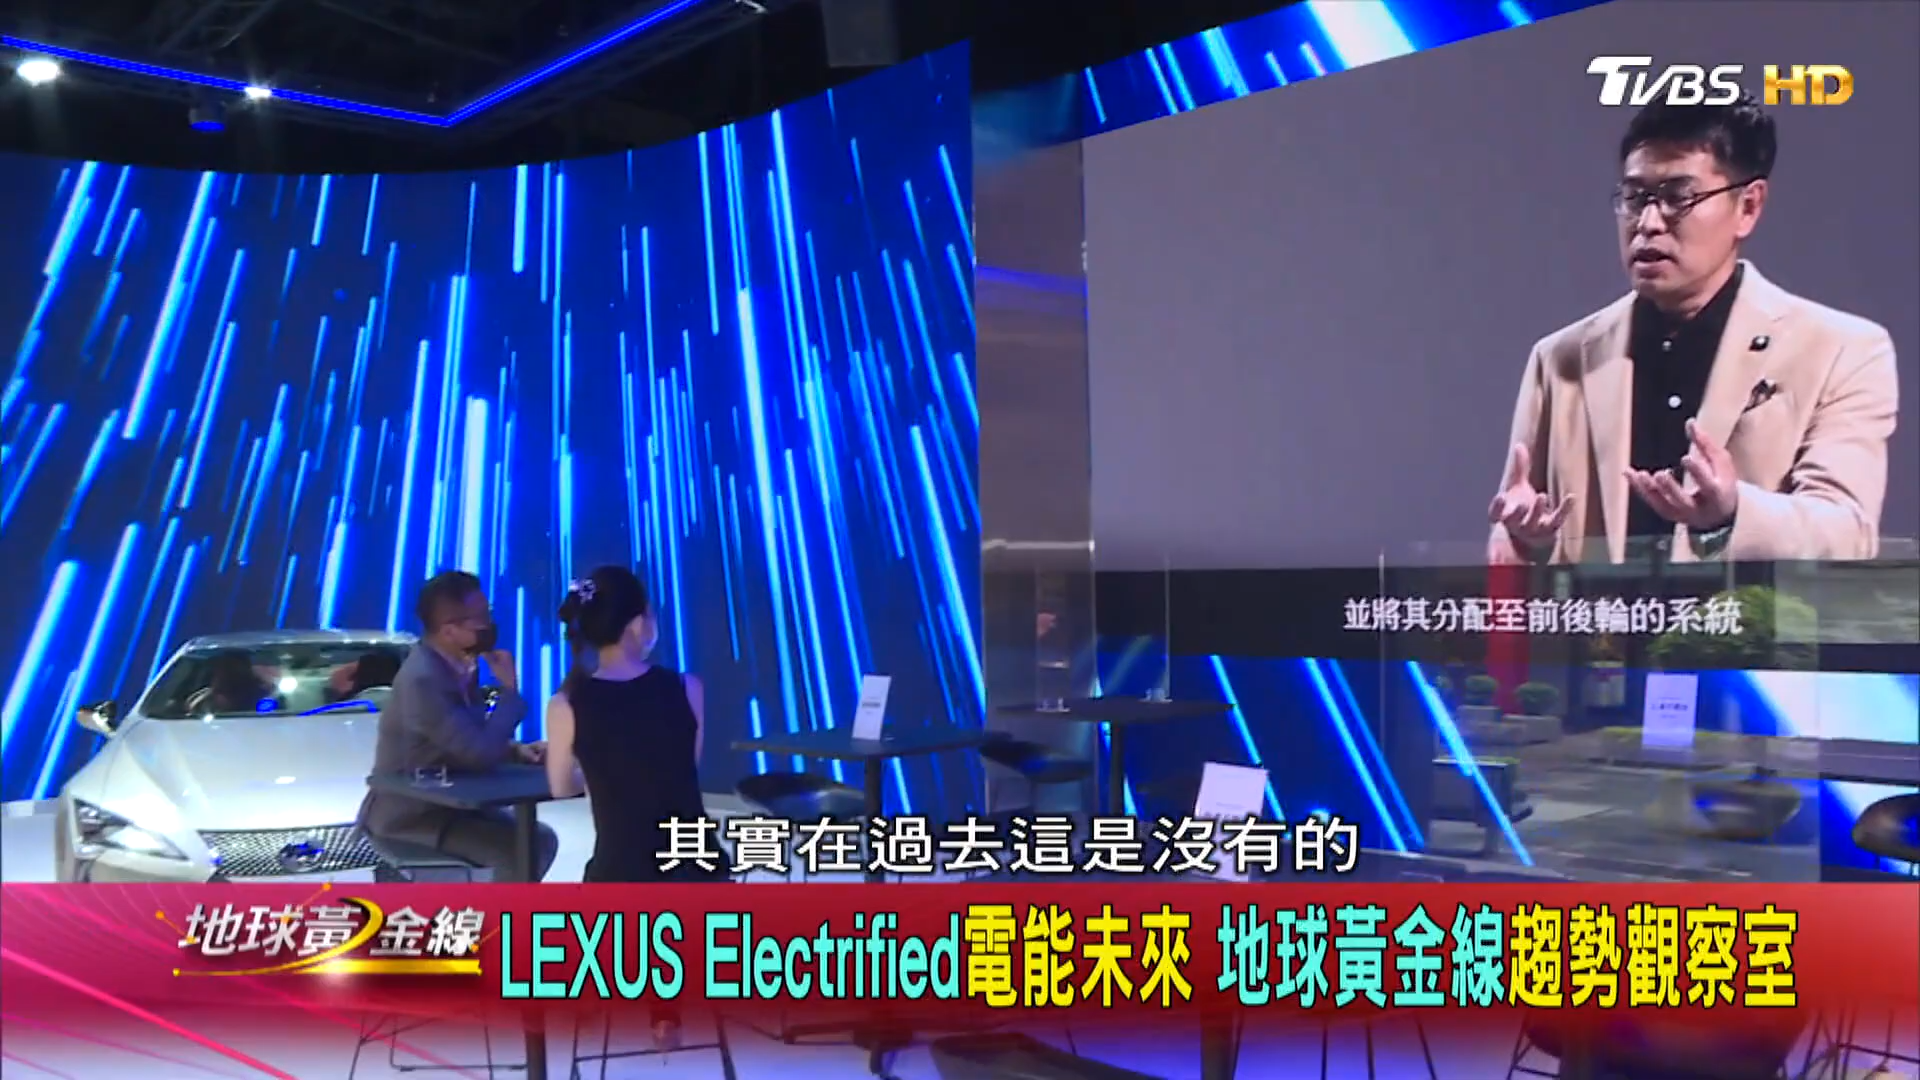 TVBS HD
並將其分配至前後輪的系統
其實在過去這是沒有的
地球黃金線
LEXUS Electrified電能未來 地球黃金線趨勢觀察室